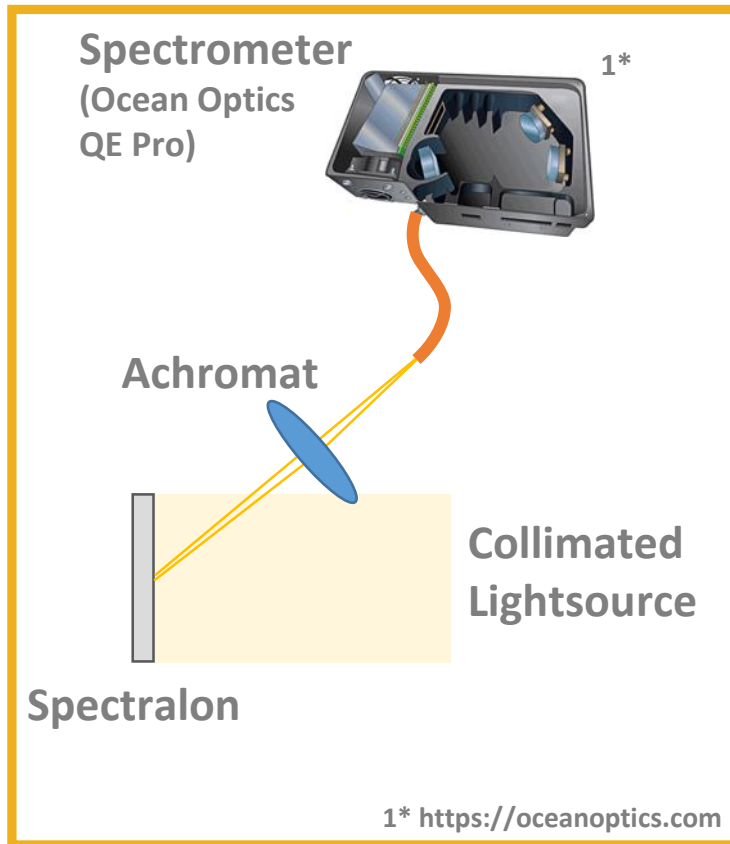 Spectrometer
(Ocean Optics
QE Pro)
1*
Achromat
Collimated
Lightsource
Spectralon
1* https://oceanoptics.com